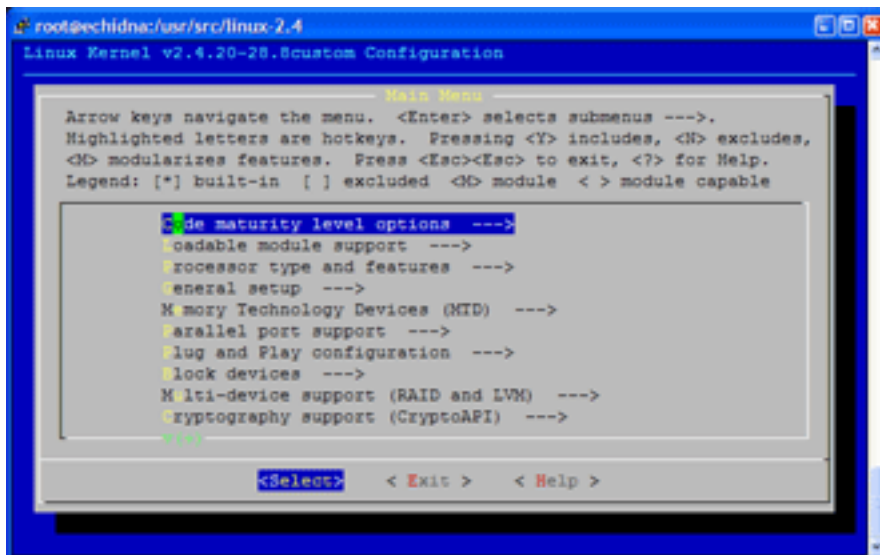 root@echidna:/usr/src/linux-2.4
Linux Kernel v2.4.20-28.8custom Configuration
Main Menu
Arrow keys navigate the menu. <Enter> selects submenus --->.
Highlighted letters are hotkeys. Pressing <Y> includes, <N> excludes,
<M> modularizes features. Press <Esc><Esc> to exit, <?> for Help.
Legend: [*] built-in [ ] excluded <M> module < > module capable
Code maturity level options --->
Loadable module support --->
Processor type and features --->
General setup --->
Memory Technology Devices (MTD) --->
Parallel port support --->
Plug and Play configuration --->
Block devices --->
Multi-device support (RAID and LVM) --->
Cryptography support (CryptoAPI) --->
v(+)
<Select> < Exit > < Help >